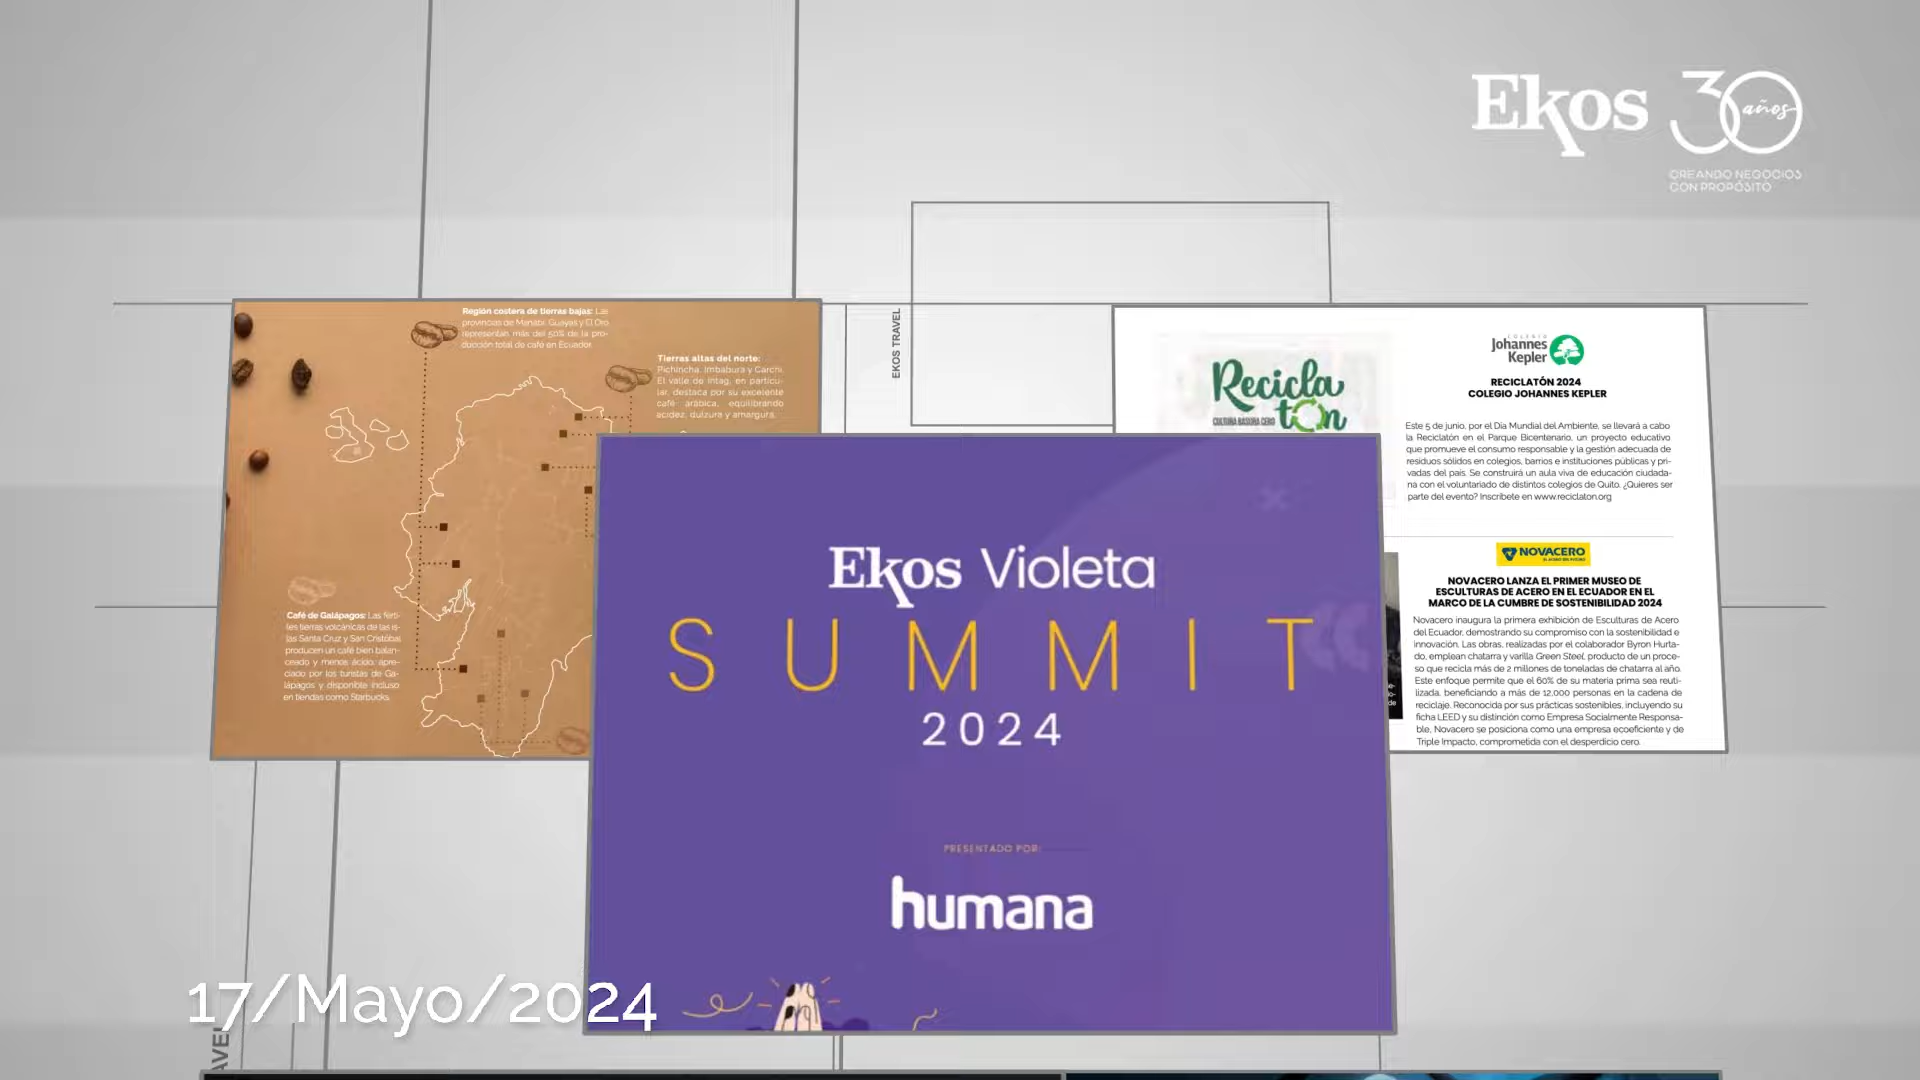 Ekos 30 años
CREANDO NEGOCIOS
CON PROPÓSITO
EKOS TRAVEL
Región costera de tierras bajas: Las
provincias de Manabí, Guayas y El Oro
representan más del 50% de la pro-
ducción total de café en Ecuador.
Tierras altas del norte:
Pichincha, Imbabura y Carchi.
El valle de Intag, en particu-
lar, destaca por su excelente
café arábica, equilibrando
acidez, dulzura y amargura.
Café de Galápagos: Las férti-
les tierras volcánicas de las is-
las Santa Cruz y San Cristóbal
producen un café bien balan-
ceado y menos ácido, apre-
ciado por los turistas de Ga-
lápagos y disponible incluso
en tiendas como Starbucks.
Recicla
tón
CULTURA BASURA CERO
COLEGIO
Johannes
Kepler
RECICLATÓN 2024
COLEGIO JOHANNES KEPLER
Este 5 de junio, por el Día Mundial del Ambiente, se llevará a cabo
la Reciclatón en el Parque Bicentenario, un proyecto educativo
que promueve el consumo responsable y la gestión adecuada de
residuos sólidos en colegios, barrios e instituciones públicas y pri-
vadas del país. Se construirá un aula viva de educación ciudada-
na con el voluntariado de distintos colegios de Quito. ¿Quieres ser
parte del evento? Inscríbete en www.reciclaton.org
NOVACERO
NOVACERO LANZA EL PRIMER MUSEO DE
ESCULTURAS DE ACERO EN EL ECUADOR EN EL
MARCO DE LA CUMBRE DE SOSTENIBILIDAD 2024
Novacero inaugura la primera exhibición de Esculturas de Acero
del Ecuador, demostrando su compromiso con la sostenibilidad e
innovación. Las obras, realizadas por el colaborador Byron Hurta-
do, emplean chatarra y varilla Green Steel, producto de un proce-
so que recicla más de 2 millones de toneladas de chatarra al año.
Este enfoque permite que el 60% de su materia prima sea reuti-
lizada, beneficiando a más de 12,000 personas en la cadena de
reciclaje. Reconocida por sus prácticas sostenibles, incluyendo su
ficha LEED y su distinción como Empresa Socialmente Responsa-
ble, Novacero se posiciona como una empresa ecoeficiente y de
Triple Impacto, comprometida con el desperdicio cero.
de
Ekos Violeta
SUMMIT
2024
PRESENTADO POR:
humana
17/Mayo/2024
AVEL